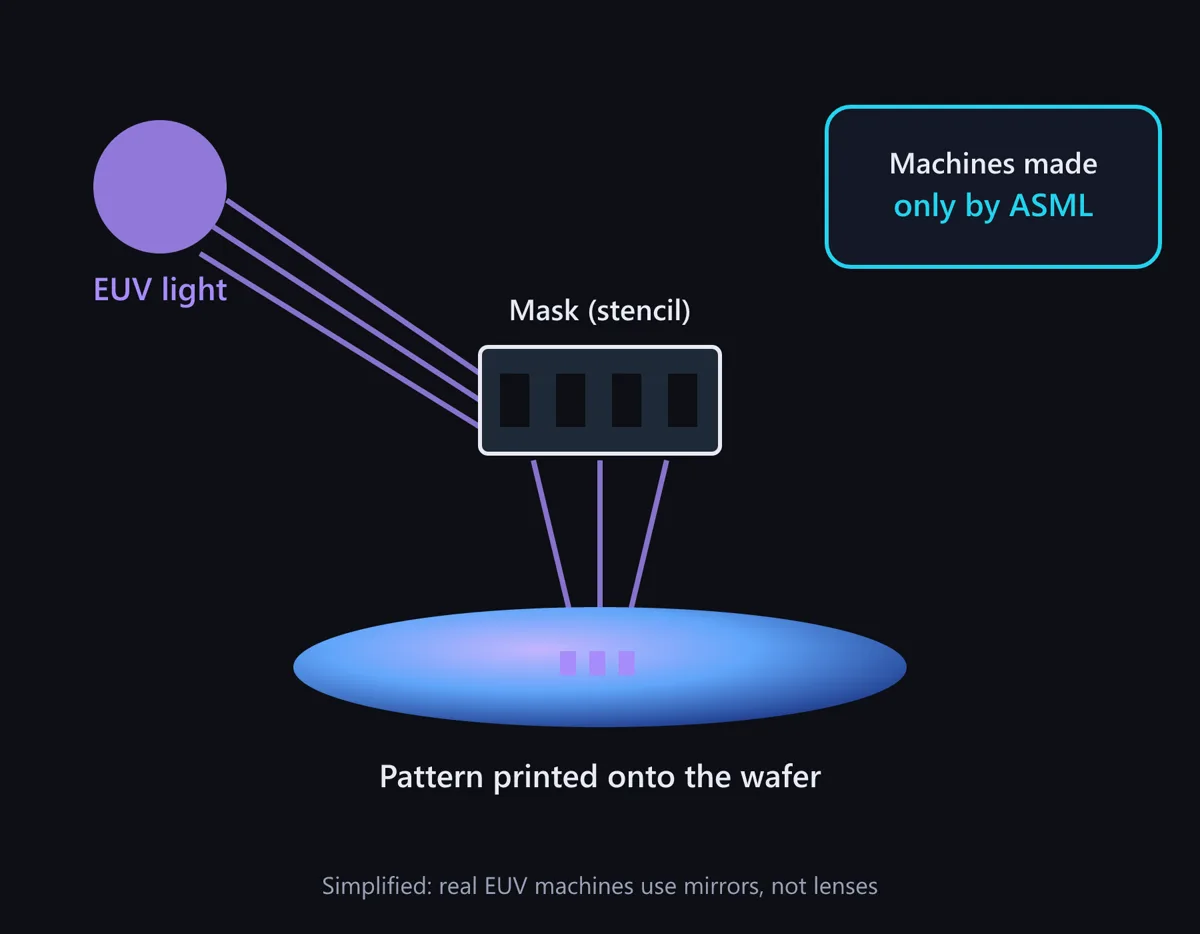 Machines made
only by ASML
EUV light
Mask (stencil)
Pattern printed onto the wafer
Simplified: real EUV machines use mirrors, not lenses